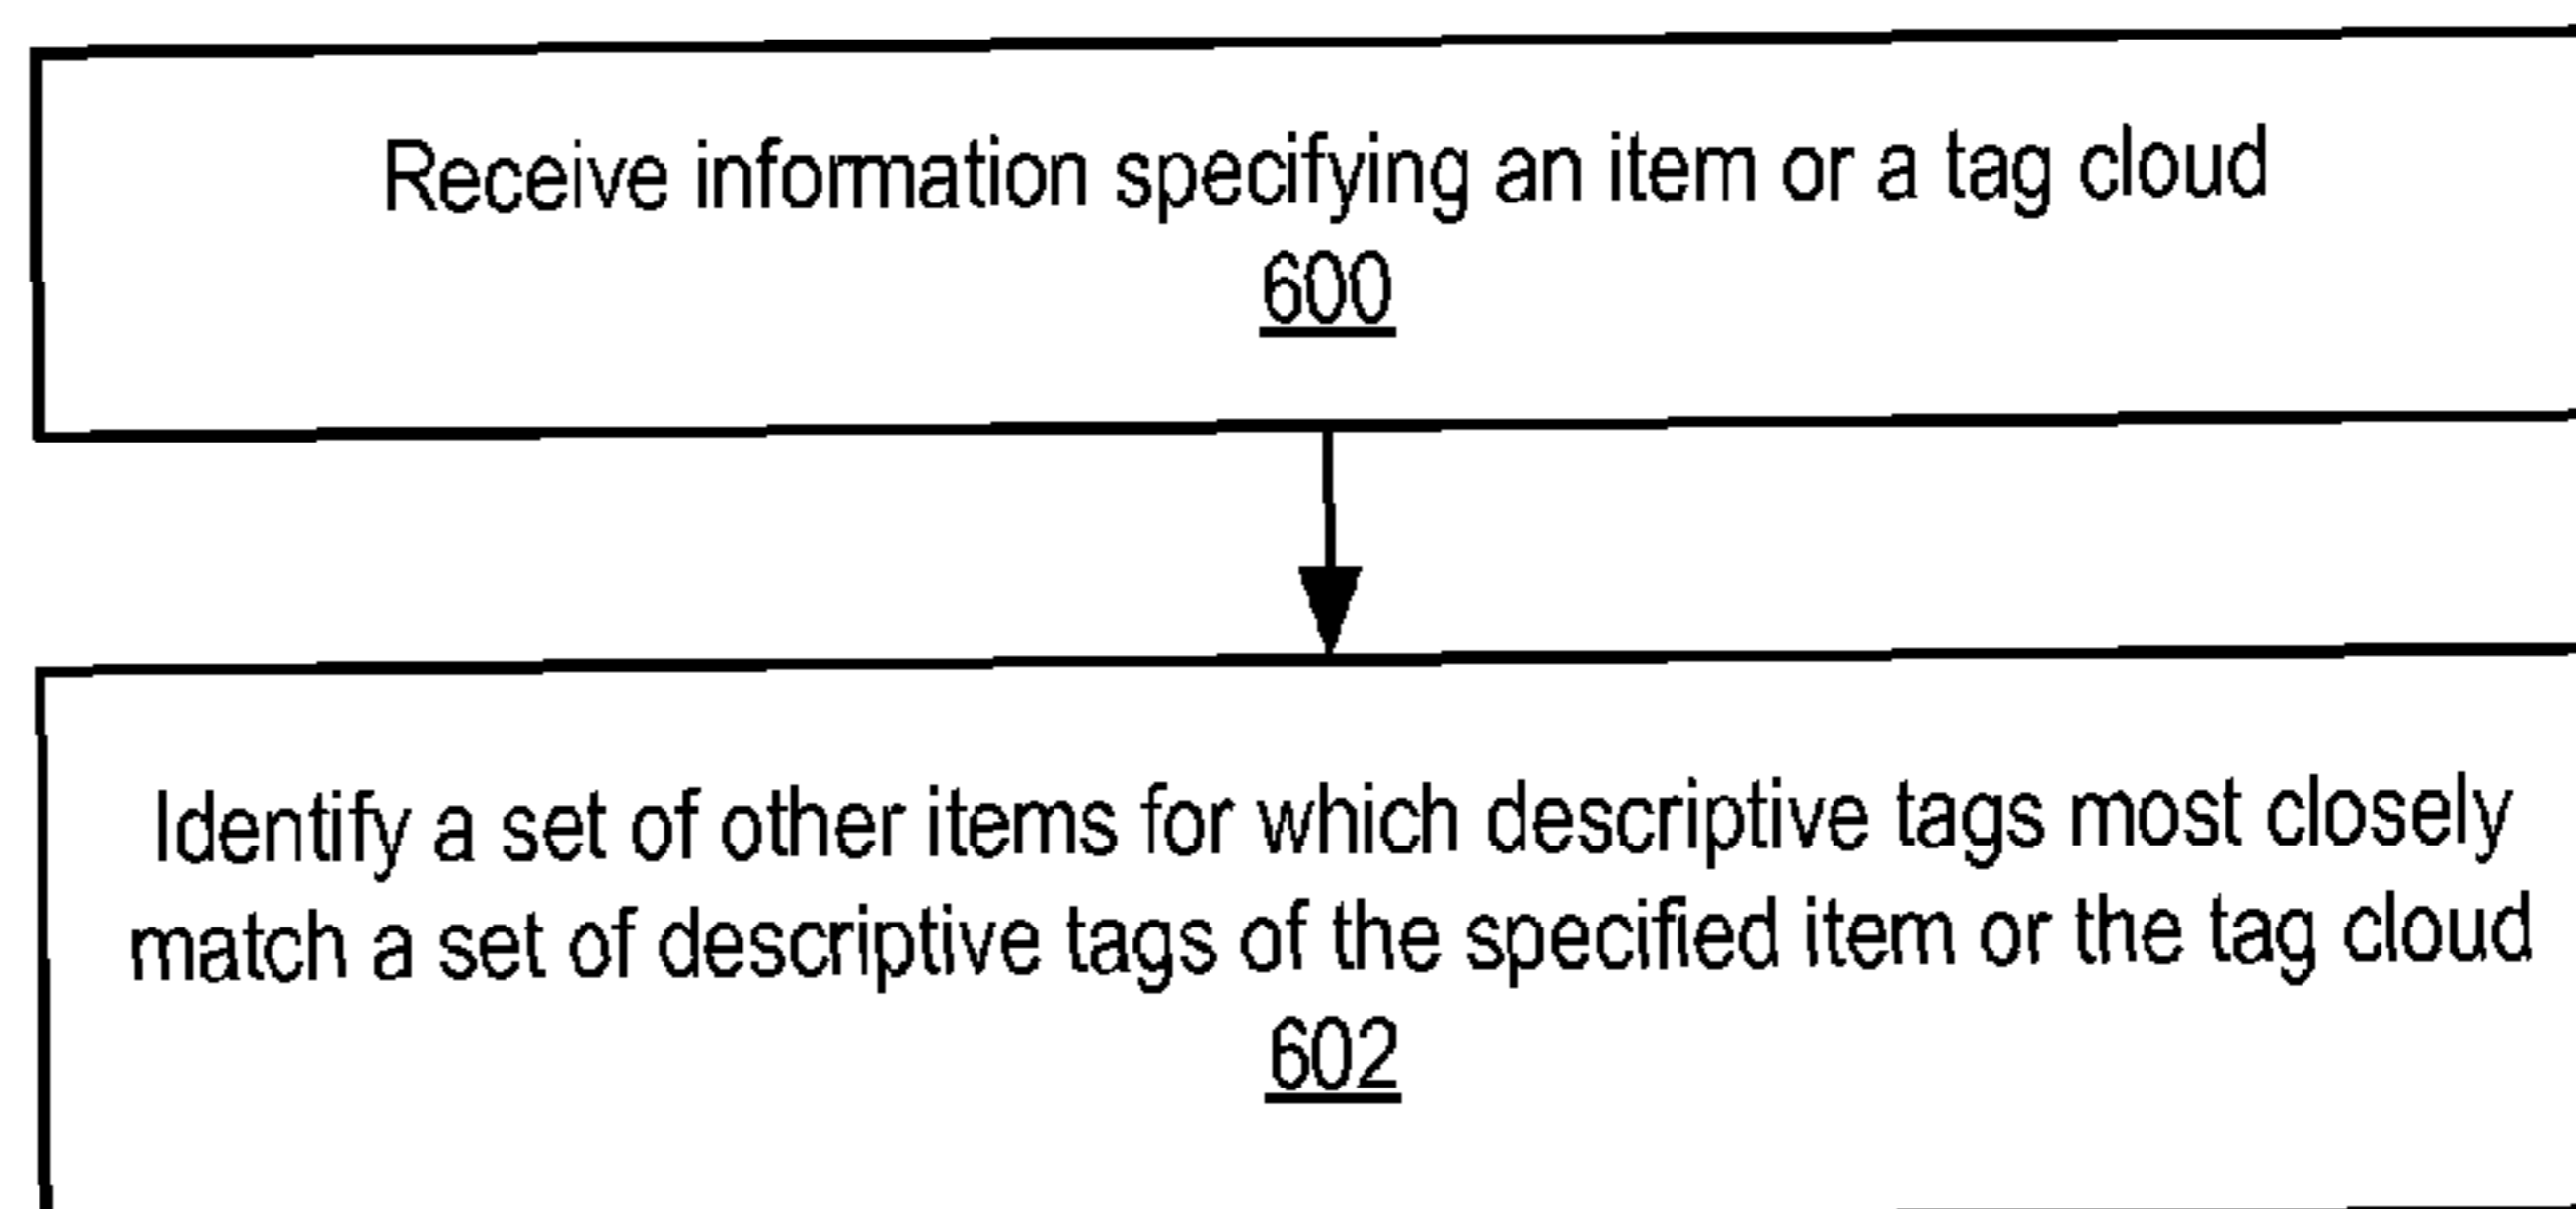 Receive information specifying an item or a tag cloud
600
Identify a set of other items for which descriptive tags most closely
match a set of descriptive tags of the specified item or the tag cloud
602